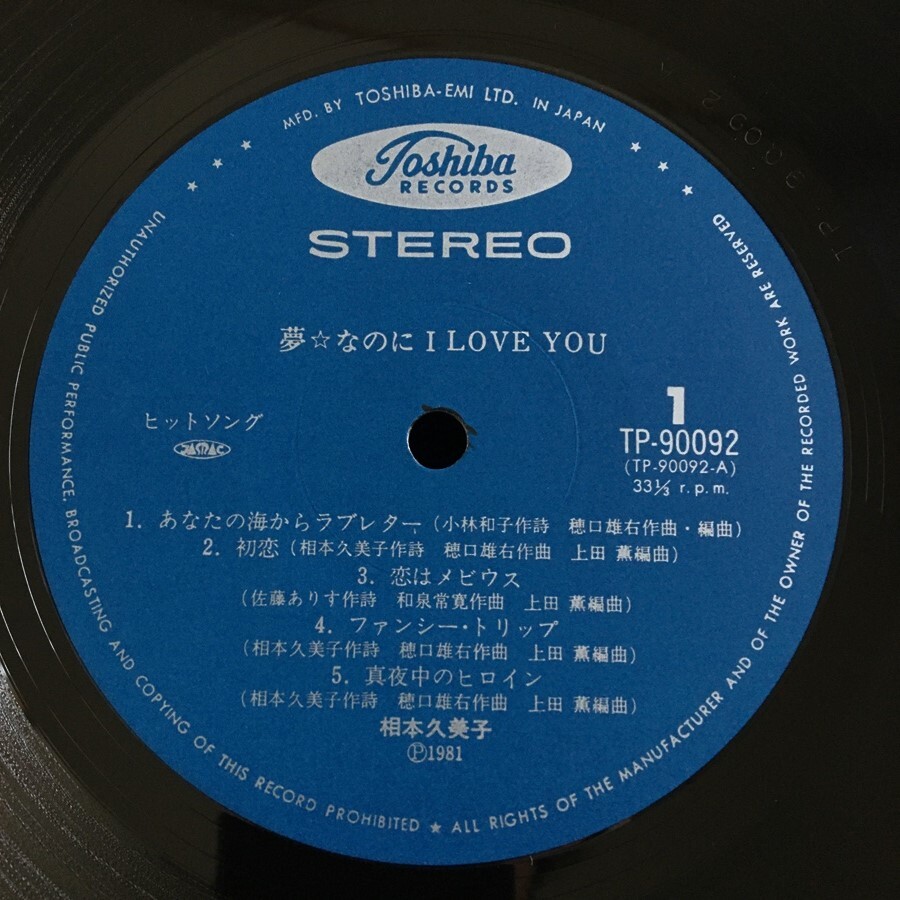 MFD. BY TOSHIBA-EMI LTD. IN JAPAN
Toshiba
RECORDS
STEREO
夢☆なのに I LOVE YOU
ヒットソング
JASRAC
1
TP-90092
(TP-90092-A)
33⅓ r.p.m.
1. あなたの海からラブレター (小林和子作詩 穂口雄右作曲・編曲)
2. 初恋 (相本久美子作詩 穂口雄右作曲 上田 薫編曲)
3. 恋はメビウス
(佐藤ありす作詩 和泉常寛作曲 上田 薫編曲)
4. ファンシー・トリップ
(相本久美子作詩 穂口雄右作曲 上田 薫編曲)
5. 真夜中のヒロイン
(相本久美子作詩 穂口雄右作曲 上田 薫編曲)
相本久美子
Ⓟ1981
UNAUTHORIZED PUBLIC PERFORMANCE, BROADCASTING AND COPYING OF THIS RECORD PROHIBITED ★ ALL RIGHTS OF THE MANUFACTURER AND OF THE OWNER OF THE RECORDED WORK ARE RESERVED